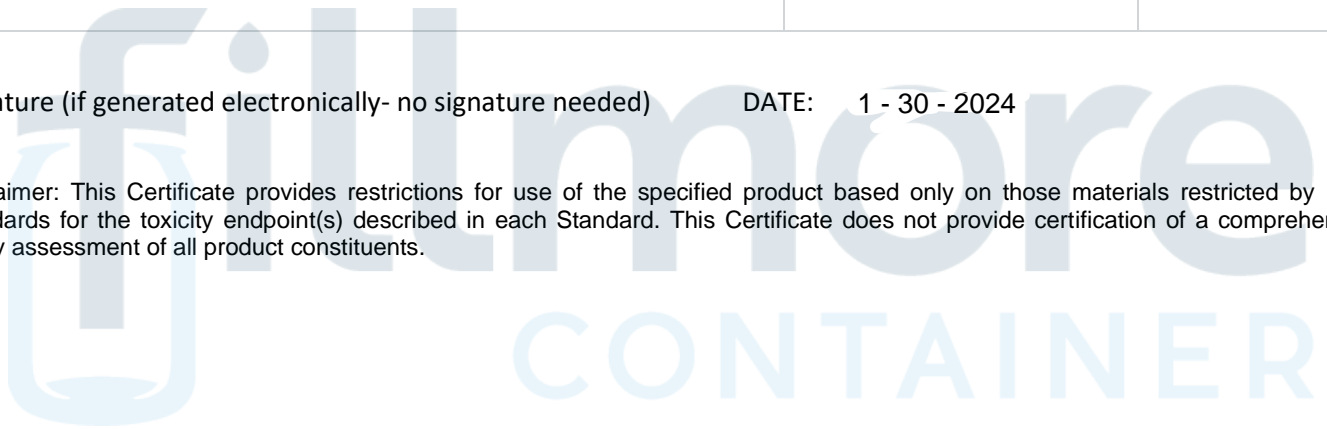 ature (if generated electronically- no signature needed) DATE: 1 - 30 - 2024
aimer: This Certificate provides restrictions for use of the specified product based only on those materials restricted by
dards for the toxicity endpoint(s) described in each Standard. This Certificate does not provide certification of a comprehen
y assessment of all product constituents.
fillmore
CONTAINER